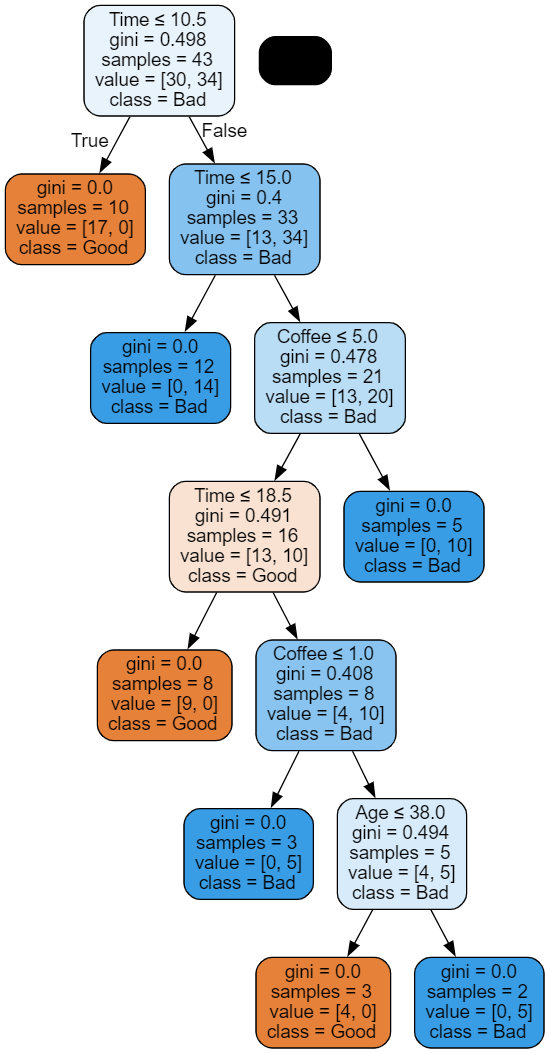 Time ≤ 10.5
gini = 0.498
samples = 43
value = [30, 34]
class = Bad
True
False
gini = 0.0
samples = 10
value = [17, 0]
class = Good
Time ≤ 15.0
gini = 0.4
samples = 33
value = [13, 34]
class = Bad
gini = 0.0
samples = 12
value = [0, 14]
class = Bad
Coffee ≤ 5.0
gini = 0.478
samples = 21
value = [13, 20]
class = Bad
Time ≤ 18.5
gini = 0.491
samples = 16
value = [13, 10]
class = Good
gini = 0.0
samples = 5
value = [0, 10]
class = Bad
gini = 0.0
samples = 8
value = [9, 0]
class = Good
Coffee ≤ 1.0
gini = 0.408
samples = 8
value = [4, 10]
class = Bad
gini = 0.0
samples = 3
value = [0, 5]
class = Bad
Age ≤ 38.0
gini = 0.494
samples = 5
value = [4, 5]
class = Bad
gini = 0.0
samples = 3
value = [4, 0]
class = Good
gini = 0.0
samples = 2
value = [0, 5]
class = Bad